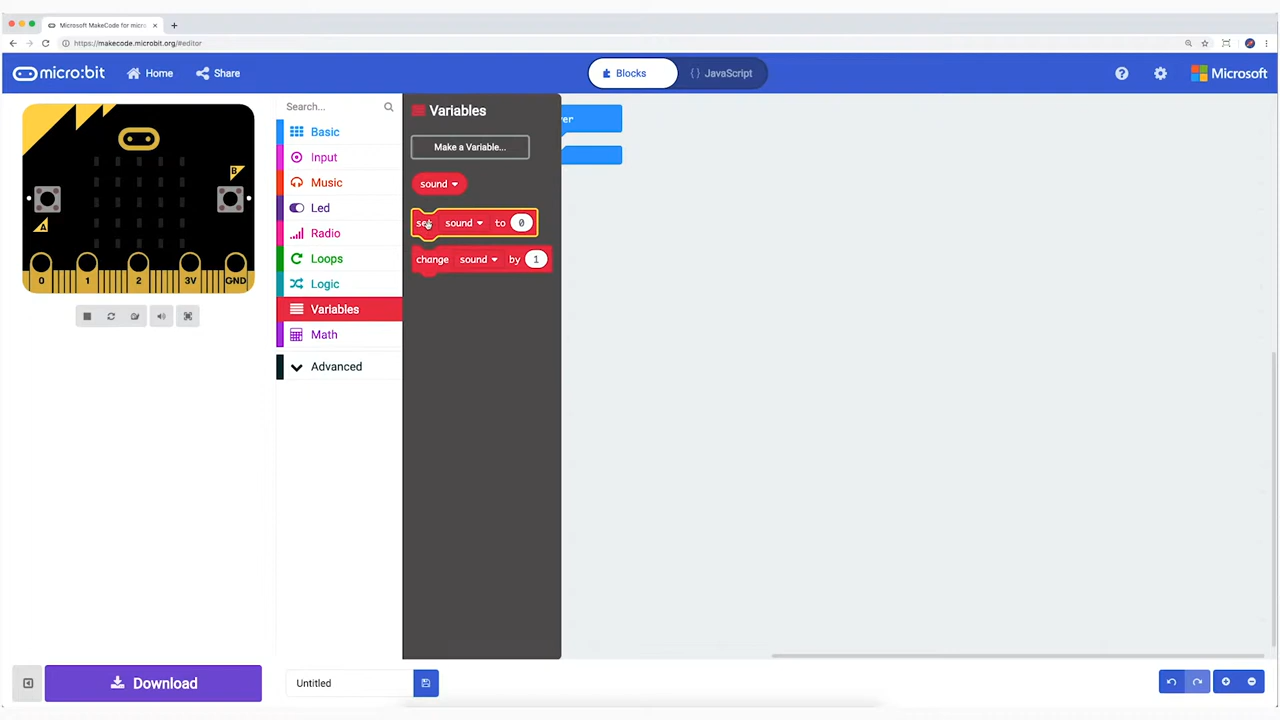 Microsoft MakeCode for micro:
https://makecode.microbit.org/#editor
micro:bit
Home
Share
Blocks
{ } JavaScript
Microsoft
Search...
Basic
Input
Music
Led
Radio
Loops
Logic
Variables
Math
Advanced
Variables
Make a Variable...
sound
set sound to 0
change sound by 1
ver
A
B
0 1 2 3V GND
Download
Untitled